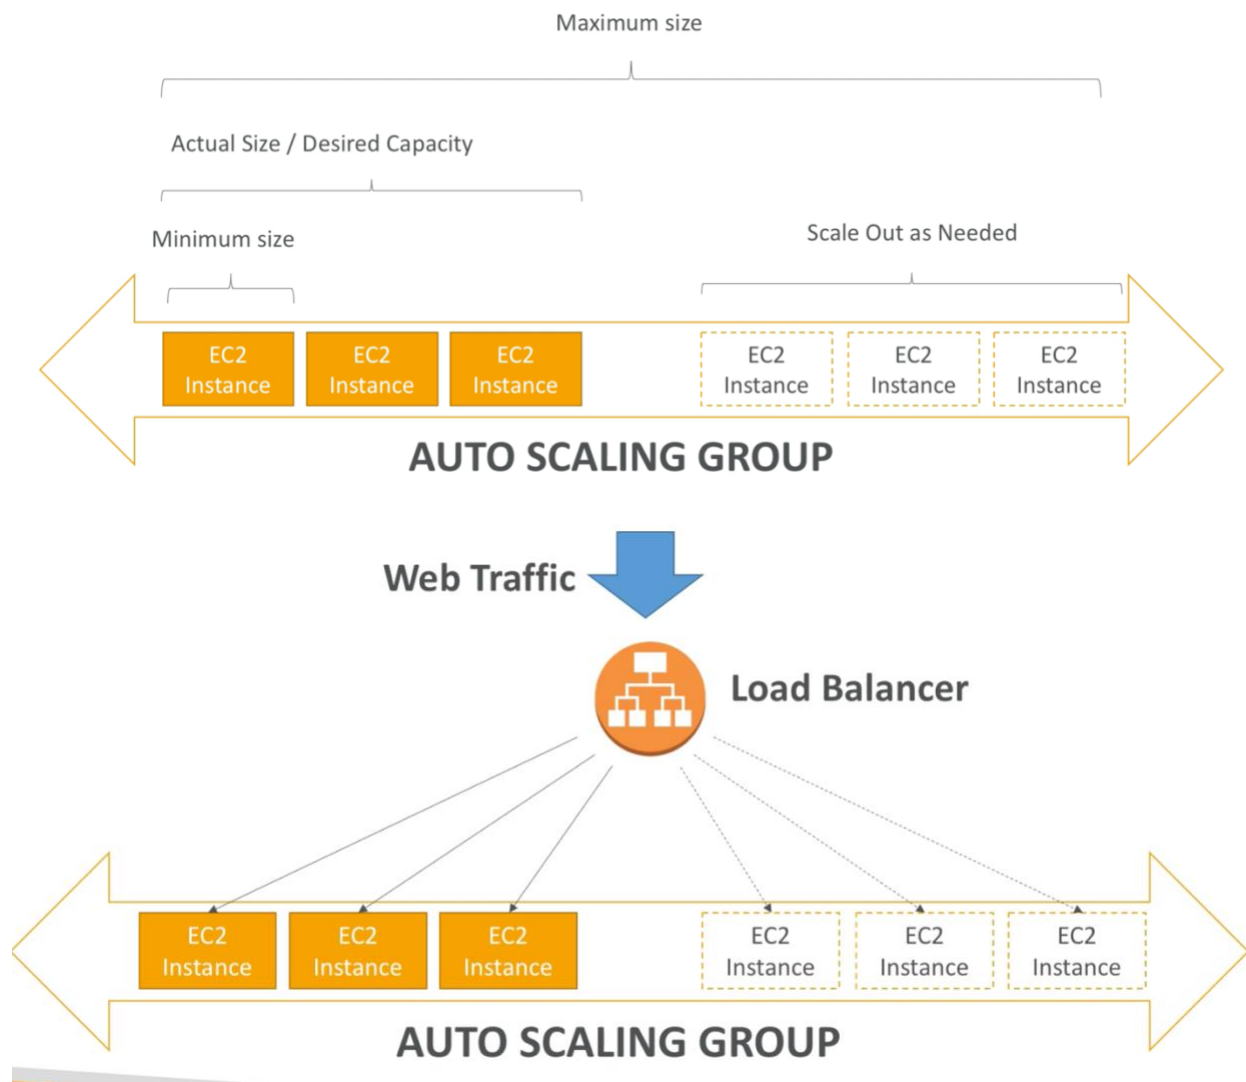 Maximum size
Actual Size / Desired Capacity
Minimum size
Scale Out as Needed
EC2
Instance
EC2
Instance
EC2
Instance
EC2
Instance
EC2
Instance
EC2
Instance
AUTO SCALING GROUP
Web Traffic
Load Balancer
EC2
Instance
EC2
Instance
EC2
Instance
EC2
Instance
EC2
Instance
EC2
Instance
AUTO SCALING GROUP